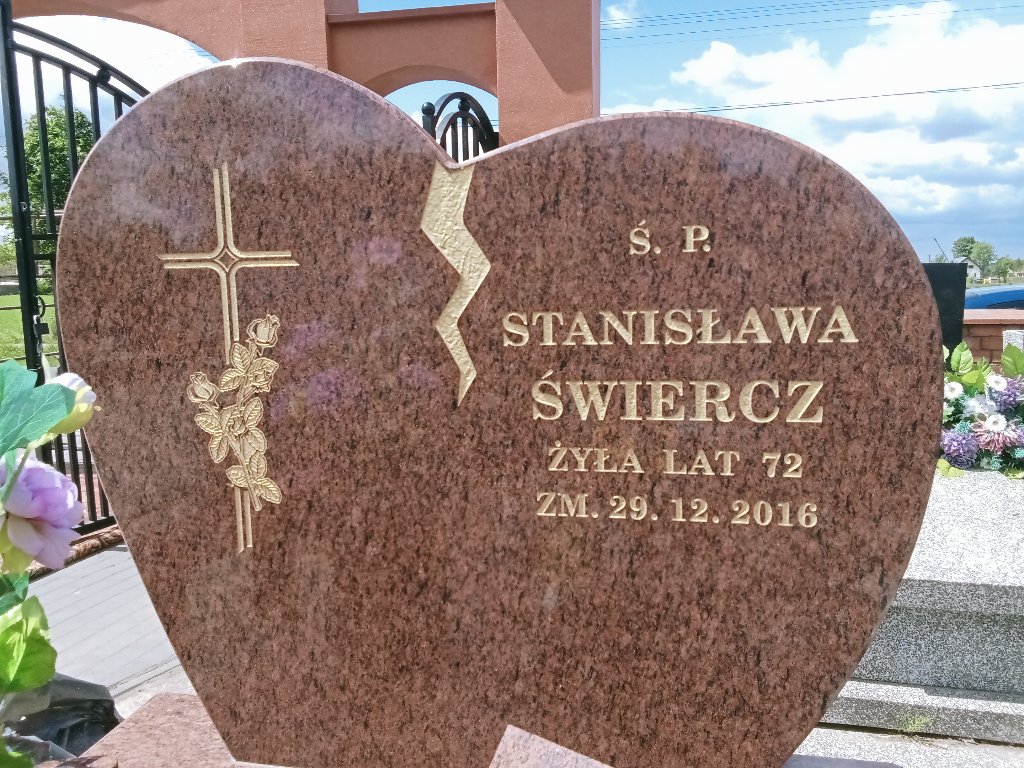 Ś. P.
STANISŁAWA
ŚWIERCZ
ŻYŁA LAT 72
ZM. 29. 12. 2016